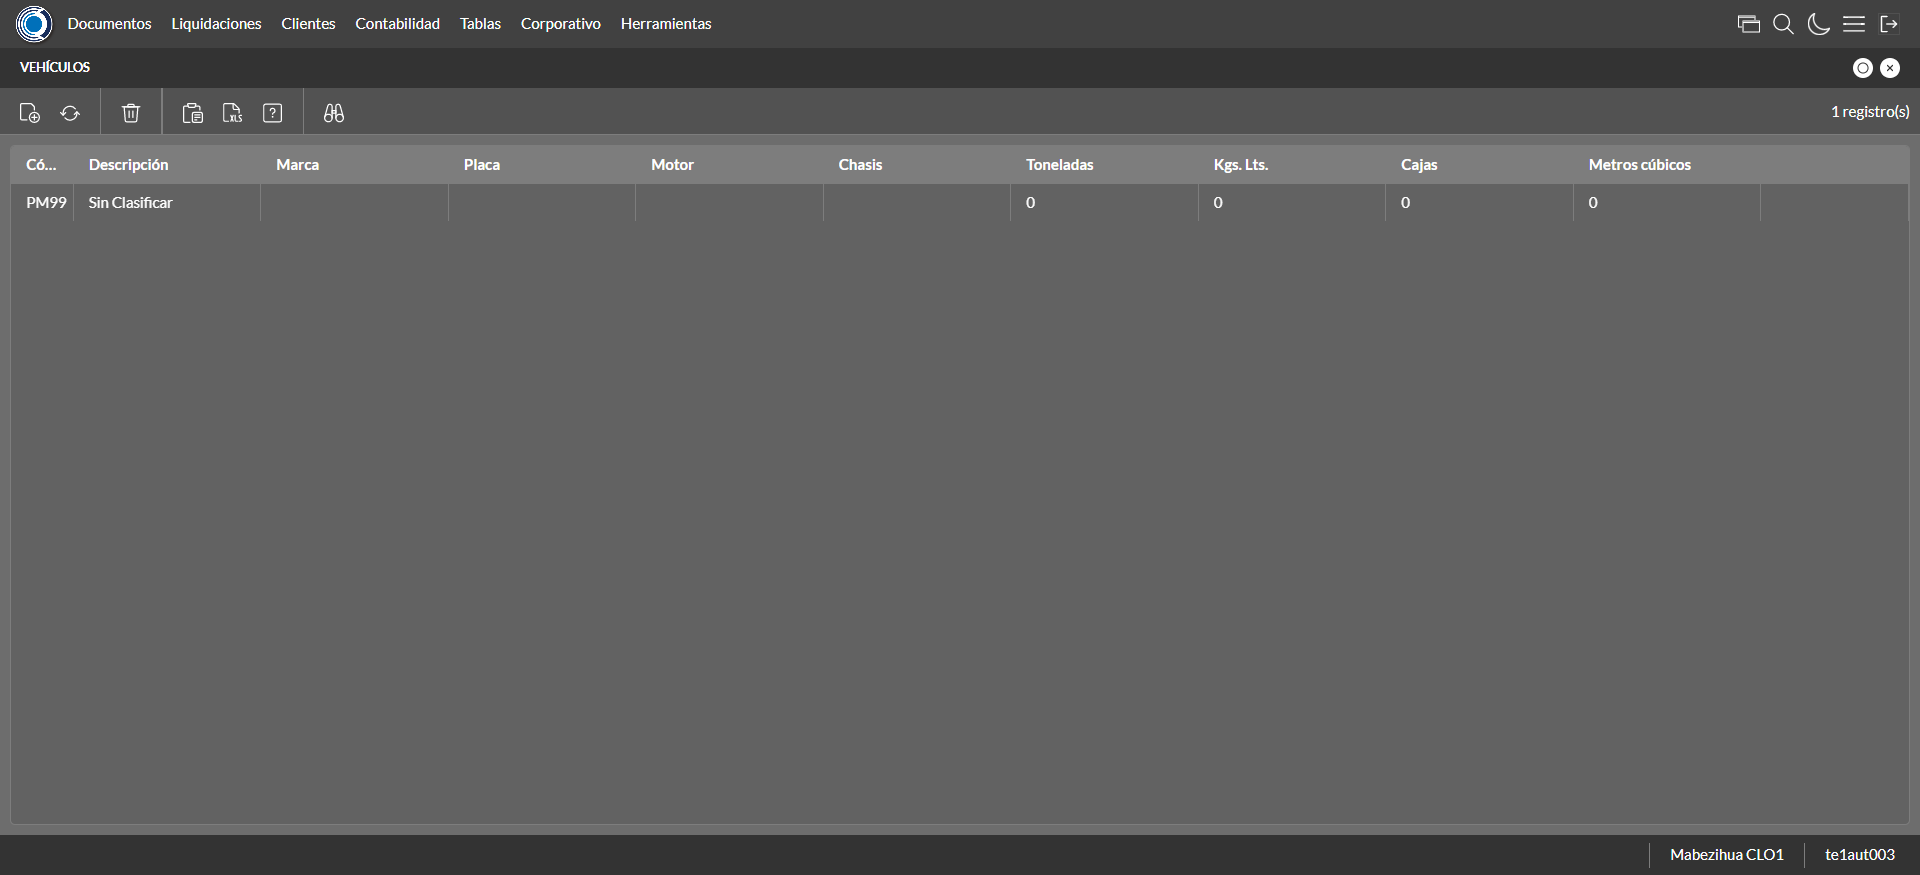 Documentos Liquidaciones Clientes Contabilidad Tablas Corporativo Herramientas
VEHÍCULOS
XLS ? 1 registro(s)
Có... Descripción Marca Placa Motor Chasis Toneladas Kgs. Lts. Cajas Metros cúbicos
PM99 Sin Clasificar 0 0 0 0
Mabezihua CLO1 te1aut003